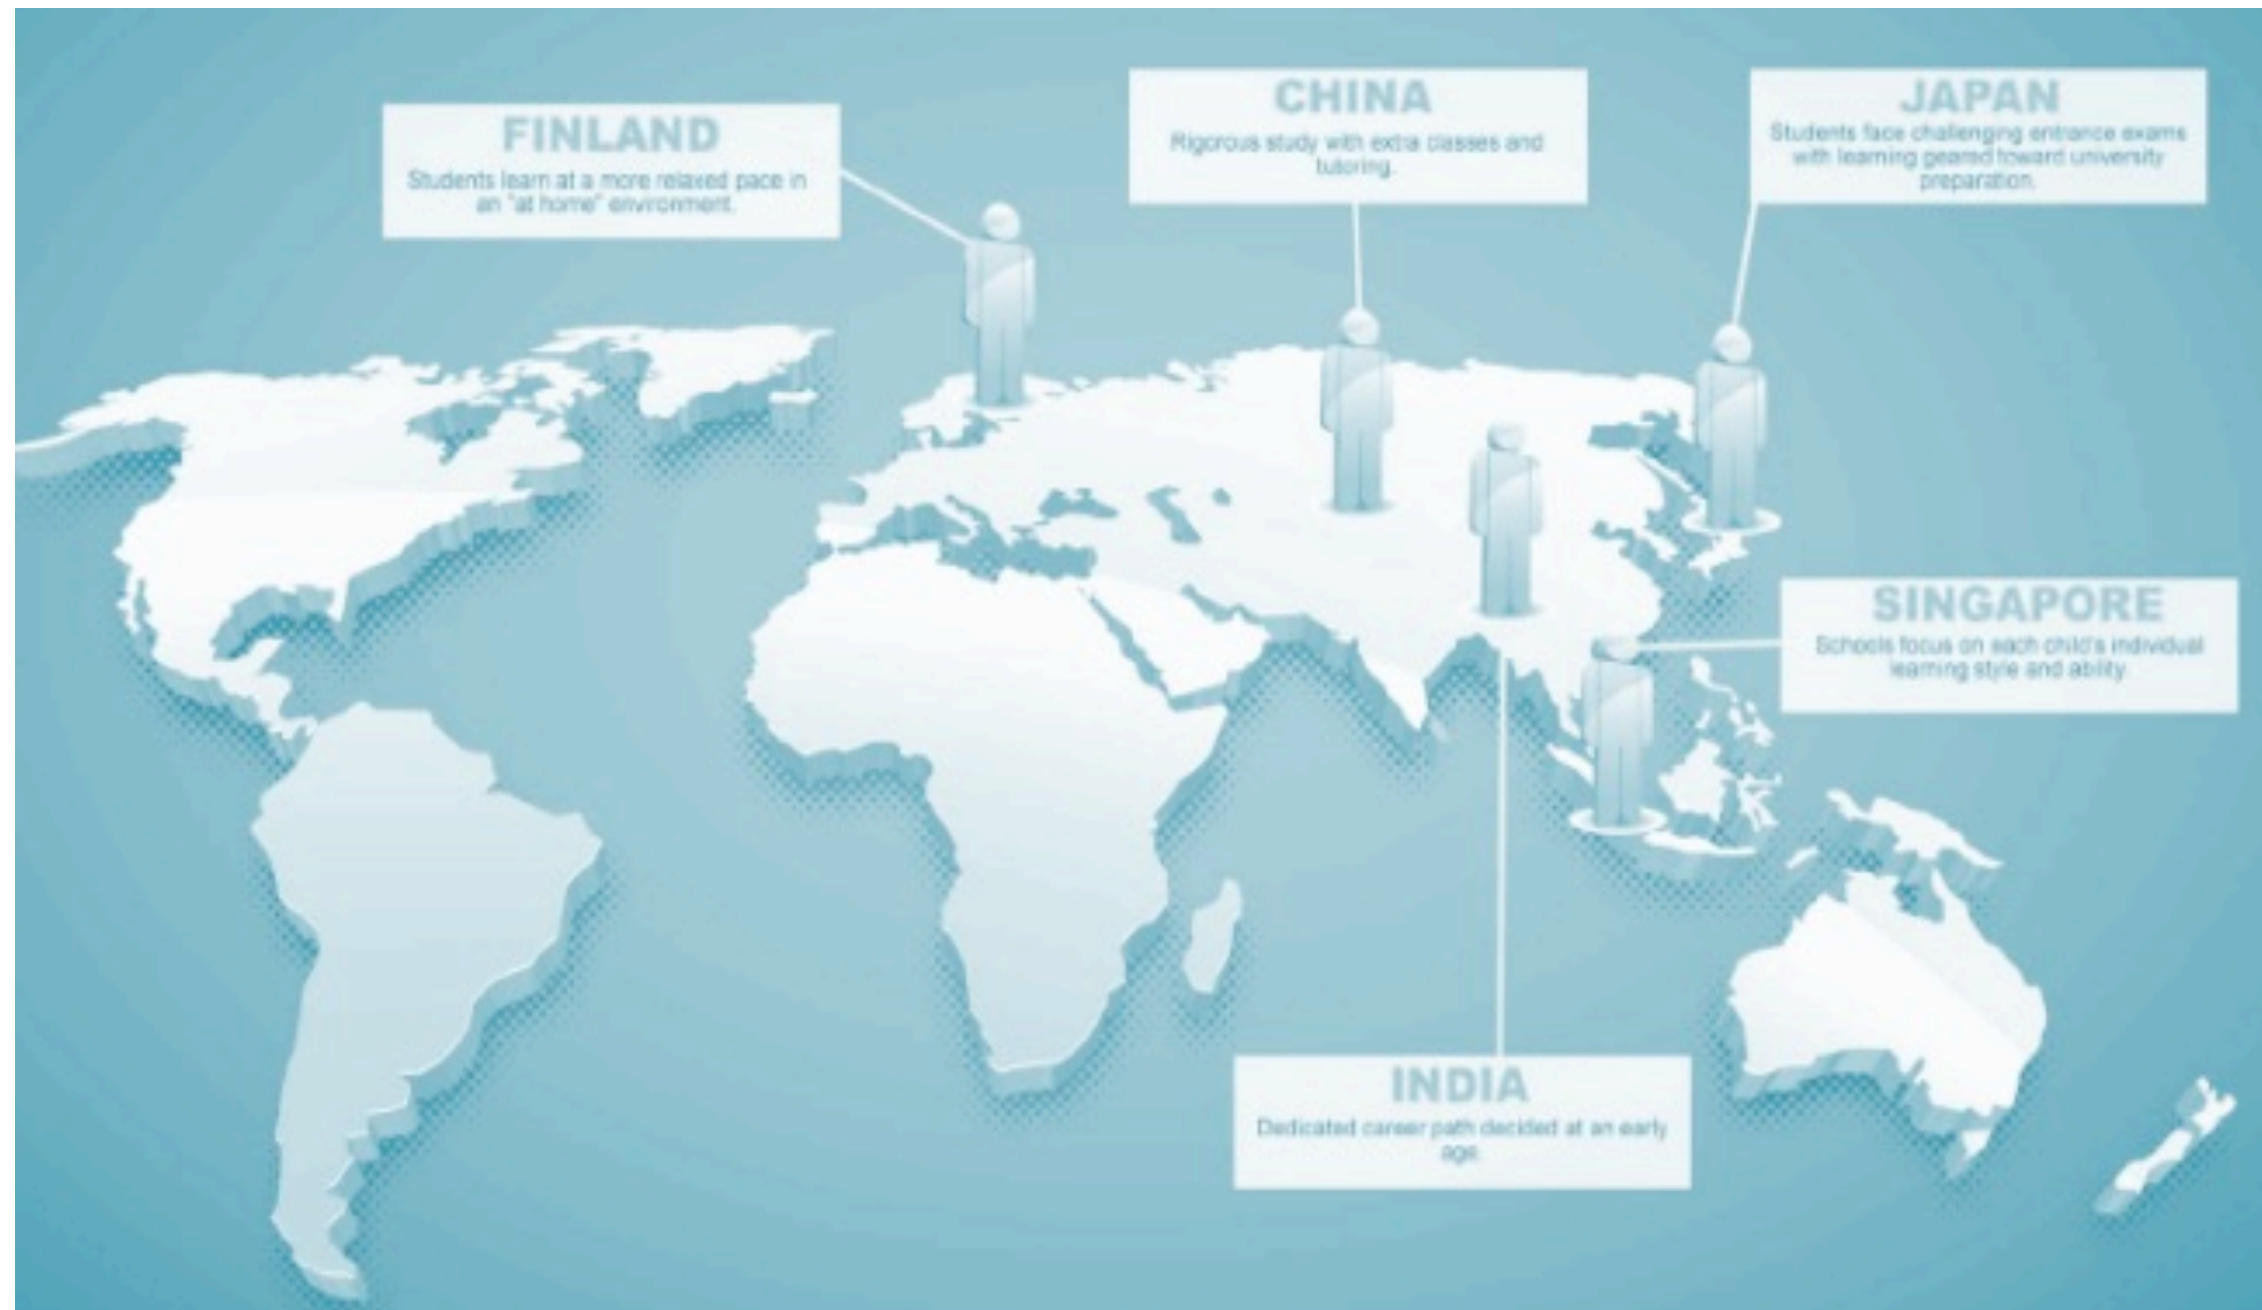 FINLAND
Students learn at a more relaxed pace in
an "at home" environment.
CHINA
Rigorous study with extra classes and
tutoring.
JAPAN
Students face challenging entrance exams
with learning geared toward university
preparation.
SINGAPORE
Schools focus on each child's individual
learning style and ability.
INDIA
Dedicated career path decided at an early
age.